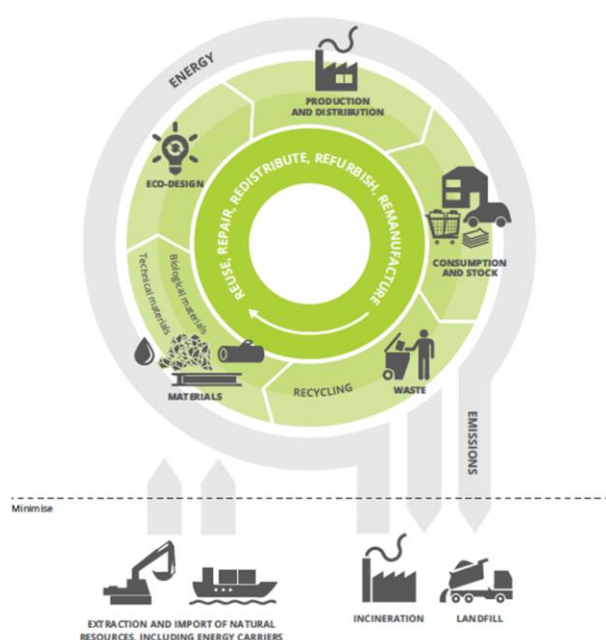 ENERGY
PRODUCTION
AND DISTRIBUTION
ECO-DESIGN
REUSE, REPAIR, REDISTRIBUTE, REFURBISH, REMANUFACTURE
CONSUMPTION
AND STOCK
Technical materials
Biological materials
MATERIALS
RECYCLING
WASTE
EMISSIONS
Minimise
INCINERATION
LANDFILL
EXTRACTION AND IMPORT OF NATURAL
RESOURCES, INCLUDING ENERGY CARRIERS